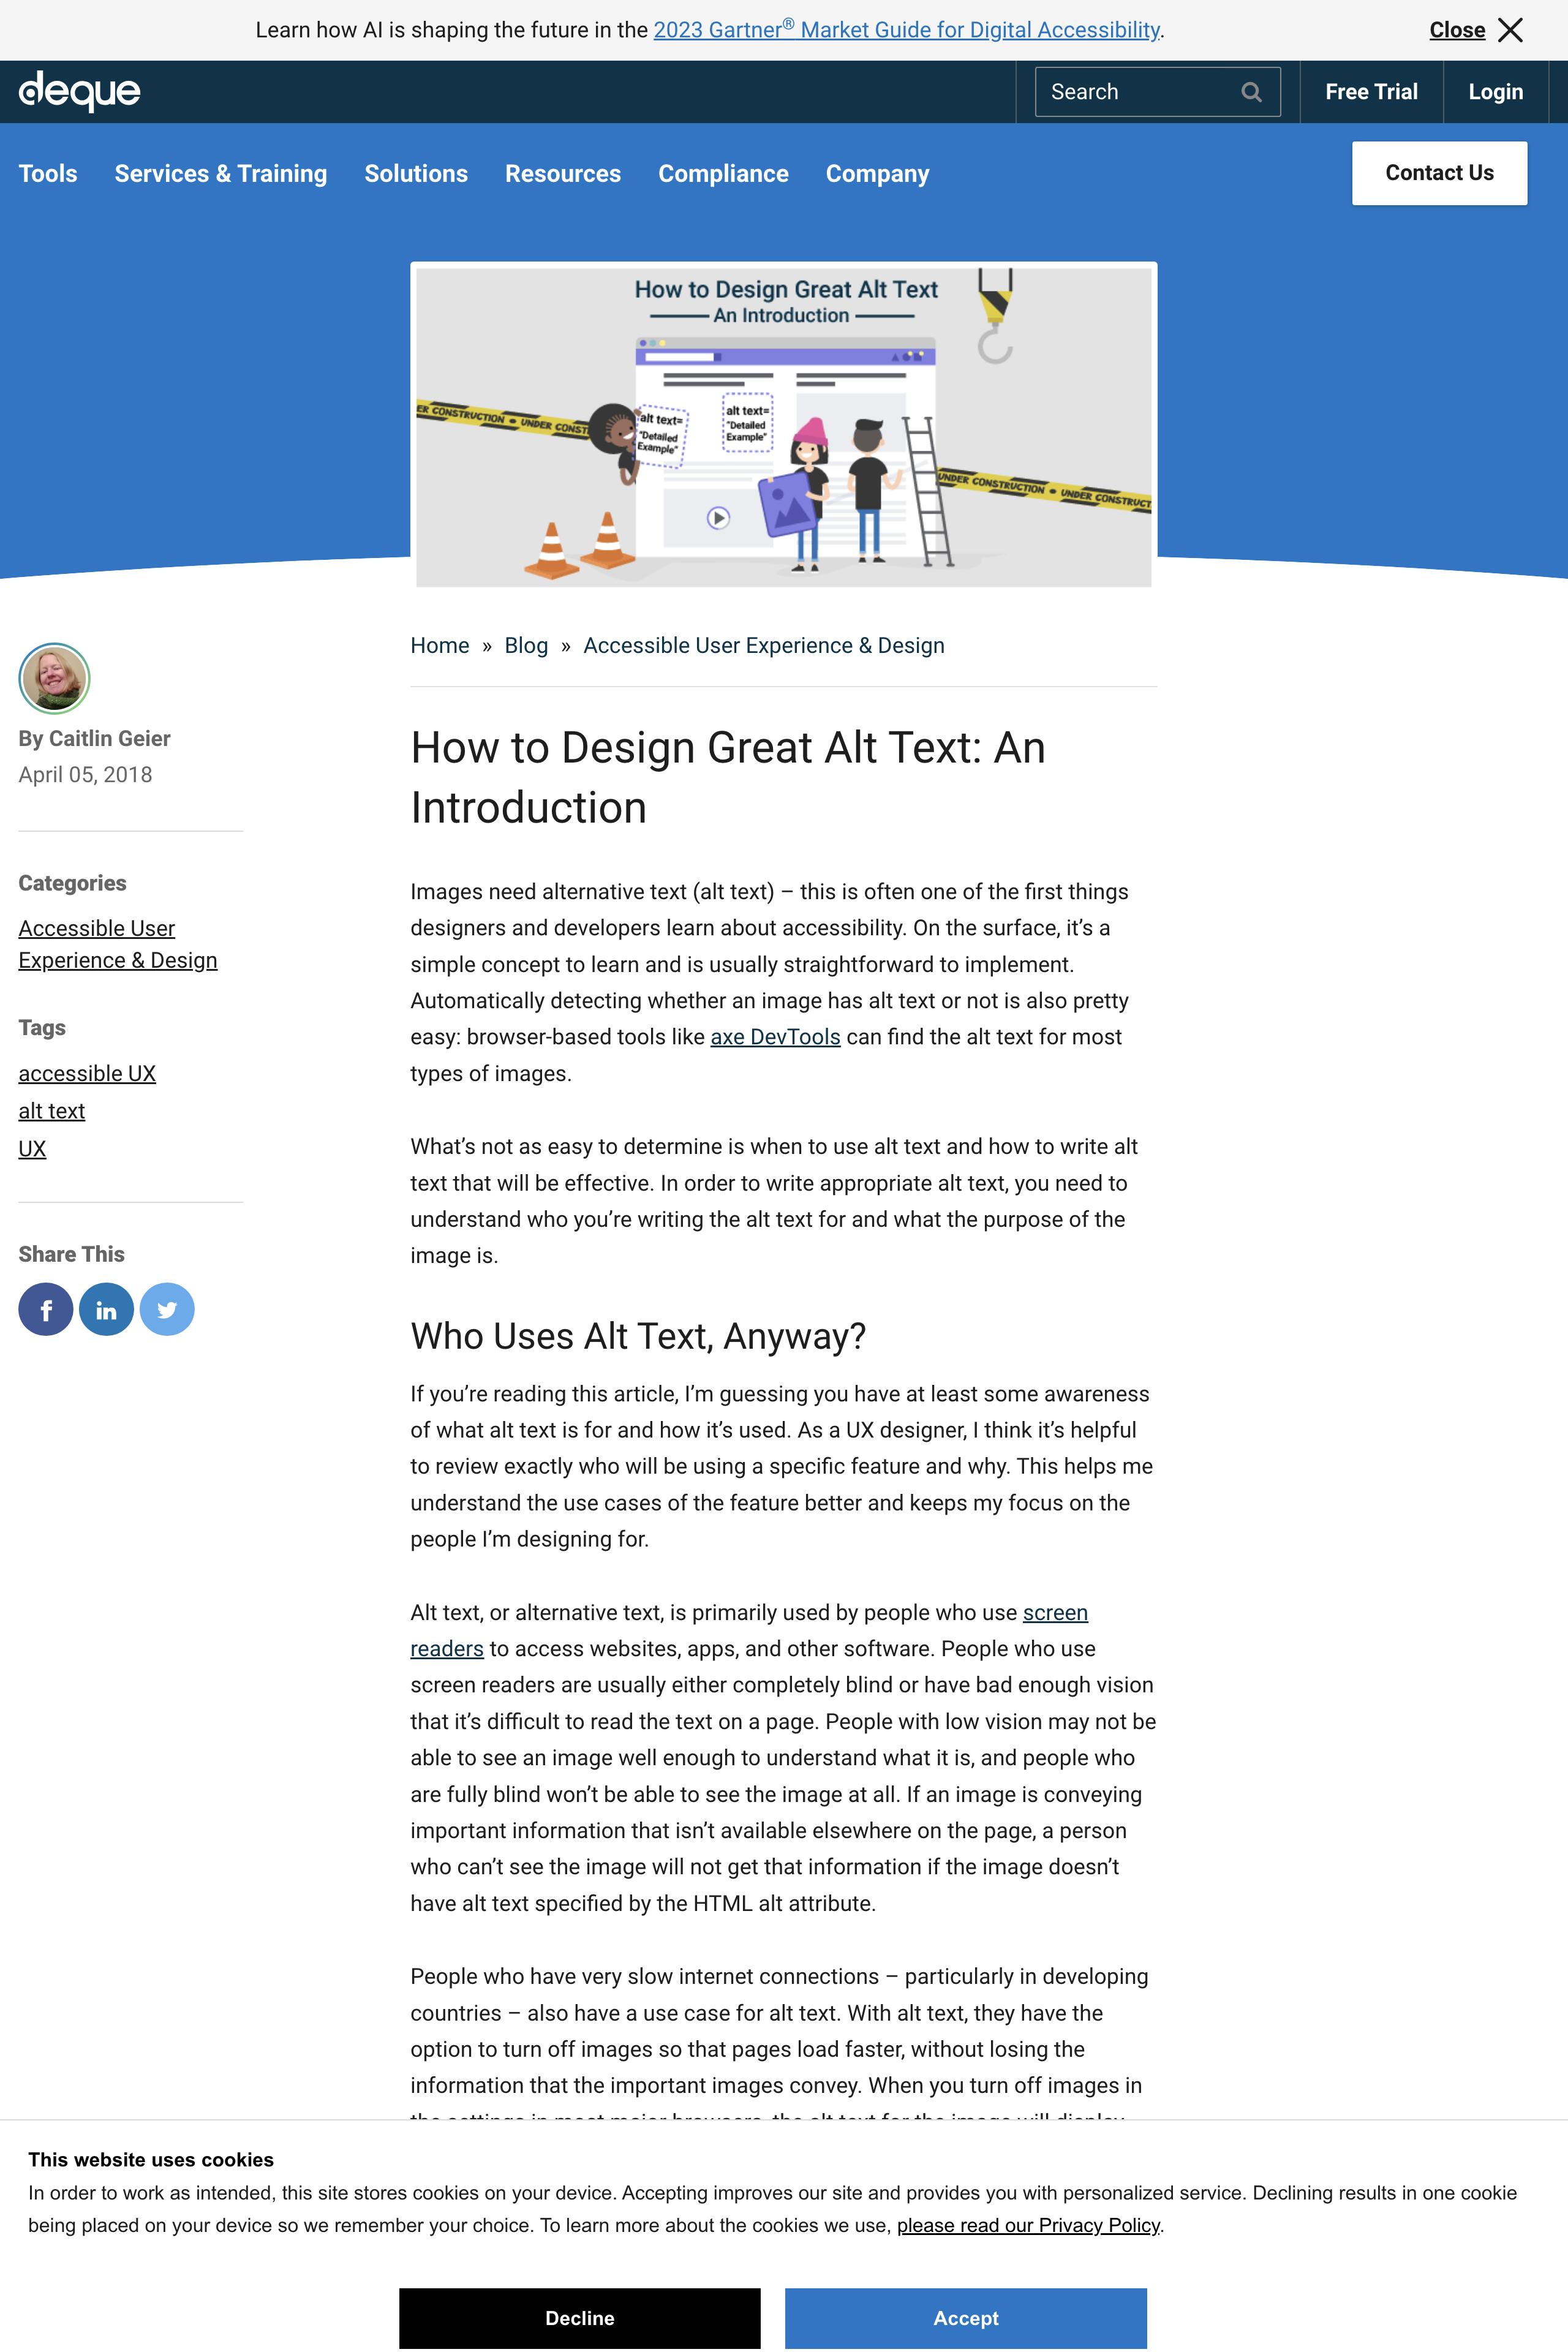 Learn how AI is shaping the future in the 2023 Gartner® Market Guide for Digital Accessibility.
Close
deque
Search
Free Trial
Login
Tools
Services & Training
Solutions
Resources
Compliance
Company
Contact Us
How to Design Great Alt Text
An Introduction
ER CONSTRUCTION • UNDER CONST
alt text=
"Detailed
Example"
alt text=
"Detailed
Example"
UNDER CONSTRUCTION • UNDER CONSTRUCT
Home » Blog » Accessible User Experience & Design
By Caitlin Geier
April 05, 2018
Categories
Accessible User
Experience & Design
Tags
accessible UX
alt text
UX
Share This
f
in
How to Design Great Alt Text: An
Introduction
Images need alternative text (alt text) – this is often one of the first things
designers and developers learn about accessibility. On the surface, it’s a
simple concept to learn and is usually straightforward to implement.
Automatically detecting whether an image has alt text or not is also pretty
easy: browser-based tools like axe DevTools can find the alt text for most
types of images.
What’s not as easy to determine is when to use alt text and how to write alt
text that will be effective. In order to write appropriate alt text, you need to
understand who you’re writing the alt text for and what the purpose of the
image is.
Who Uses Alt Text, Anyway?
If you’re reading this article, I’m guessing you have at least some awareness
of what alt text is for and how it’s used. As a UX designer, I think it’s helpful
to review exactly who will be using a specific feature and why. This helps me
understand the use cases of the feature better and keeps my focus on the
people I’m designing for.
Alt text, or alternative text, is primarily used by people who use screen
readers to access websites, apps, and other software. People who use
screen readers are usually either completely blind or have bad enough vision
that it’s difficult to read the text on a page. People with low vision may not be
able to see an image well enough to understand what it is, and people who
are fully blind won’t be able to see the image at all. If an image is conveying
important information that isn’t available elsewhere on the page, a person
who can’t see the image will not get that information if the image doesn’t
have alt text specified by the HTML alt attribute.
People who have very slow internet connections – particularly in developing
countries – also have a use case for alt text. With alt text, they have the
option to turn off images so that pages load faster, without losing the
information that the important images convey. When you turn off images in
the settings in most major browsers, the alt text for the image will display
This website uses cookies
In order to work as intended, this site stores cookies on your device. Accepting improves our site and provides you with personalized service. Declining results in one cookie
being placed on your device so we remember your choice. To learn more about the cookies we use, please read our Privacy Policy.
Decline
Accept